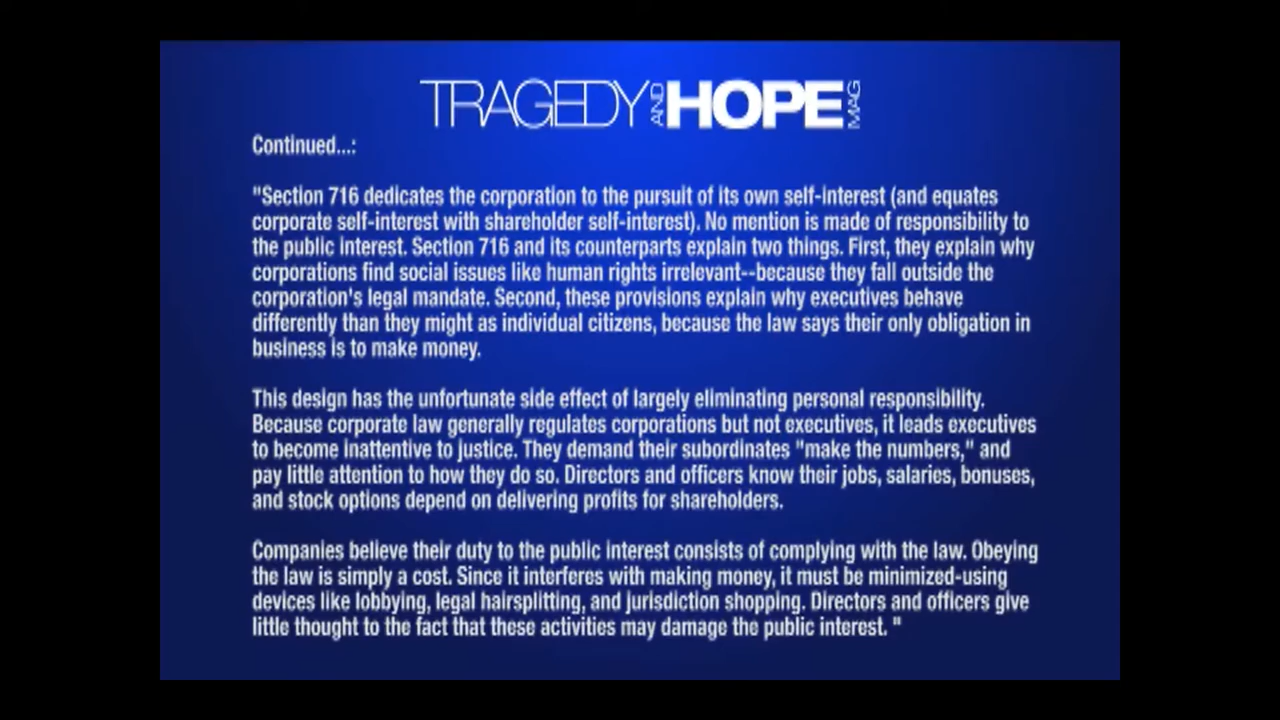 TRAGEDY AND HOPE MAG
Continued...:
"Section 716 dedicates the corporation to the pursuit of its own self-interest (and equates
corporate self-interest with shareholder self-interest). No mention is made of responsibility to
the public interest. Section 716 and its counterparts explain two things. First, they explain why
corporations find social issues like human rights irrelevant--because they fall outside the
corporation's legal mandate. Second, these provisions explain why executives behave
differently than they might as individual citizens, because the law says their only obligation in
business is to make money.
This design has the unfortunate side effect of largely eliminating personal responsibility.
Because corporate law generally regulates corporations but not executives, it leads executives
to become inattentive to justice. They demand their subordinates "make the numbers," and
pay little attention to how they do so. Directors and officers know their jobs, salaries, bonuses,
and stock options depend on delivering profits for shareholders.
Companies believe their duty to the public interest consists of complying with the law. Obeying
the law is simply a cost. Since it interferes with making money, it must be minimized-using
devices like lobbying, legal hairsplitting, and jurisdiction shopping. Directors and officers give
little thought to the fact that these activities may damage the public interest. "